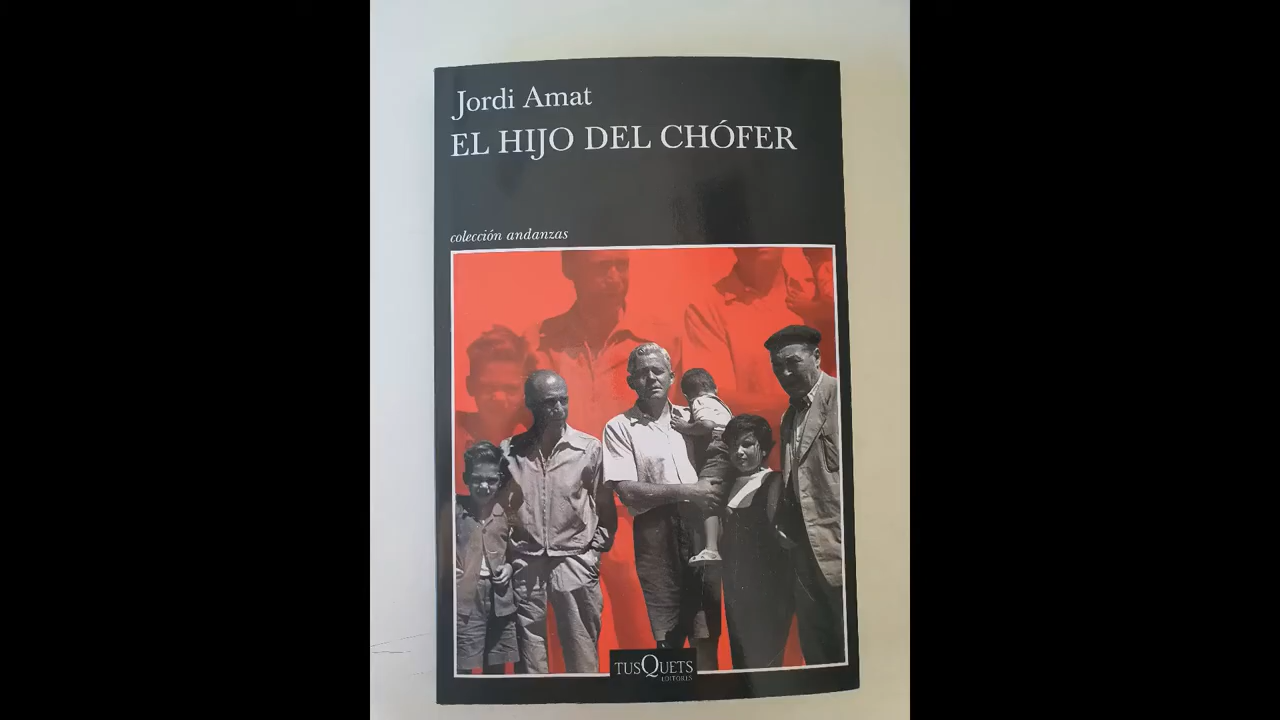 Jordi Amat
EL HIJO DEL CHÓFER
colección andanzas
TUSQUETS
EDITORES